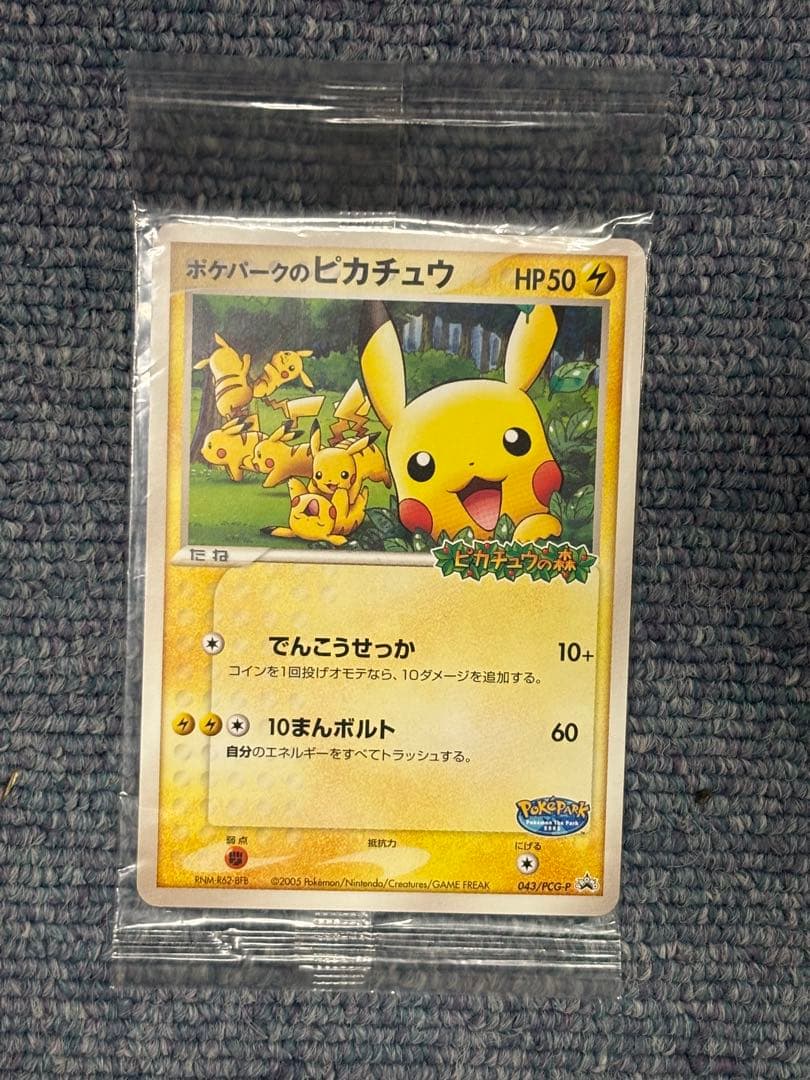 ポケパークのピカチュウ HP50
たね
ピカチュウの森
でんこうせっか 10+
コインを1回投げオモテなら、10ダメージを追加する。
10まんボルト 60
自分のエネルギーをすべてトラッシュする。
POKéPARK
Pokémon The Park
2005
弱点 抵抗力 にげる
RNM-R62-8FB ©2005 Pokémon/Nintendo/Creatures/GAME FREAK 043/PCG-P